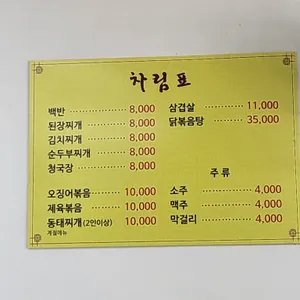 차림표
백반 8,000
된장찌개 8,000
김치찌개 8,000
순두부찌개 8,000
청국장 8,000
오징어볶음 10,000
제육볶음 10,000
동태찌개(2인이상) 10,000
계절메뉴
삼겹살 11,000
닭볶음탕 35,000
주류
소주 4,000
맥주 4,000
막걸리 4,000